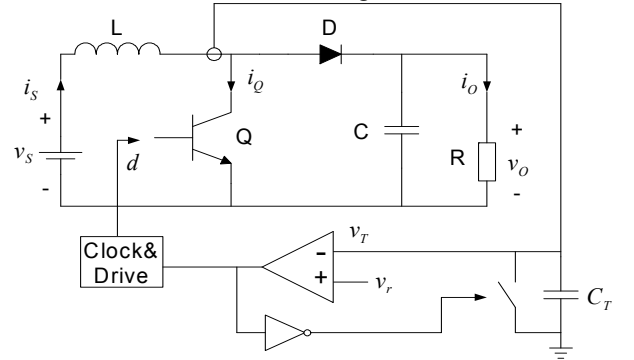 L
D
i_S
i_Q
i_O
+
v_S
-
d
Q
C
R
+
v_O
-
Clock&
Drive
-
+
v_T
v_r
C_T